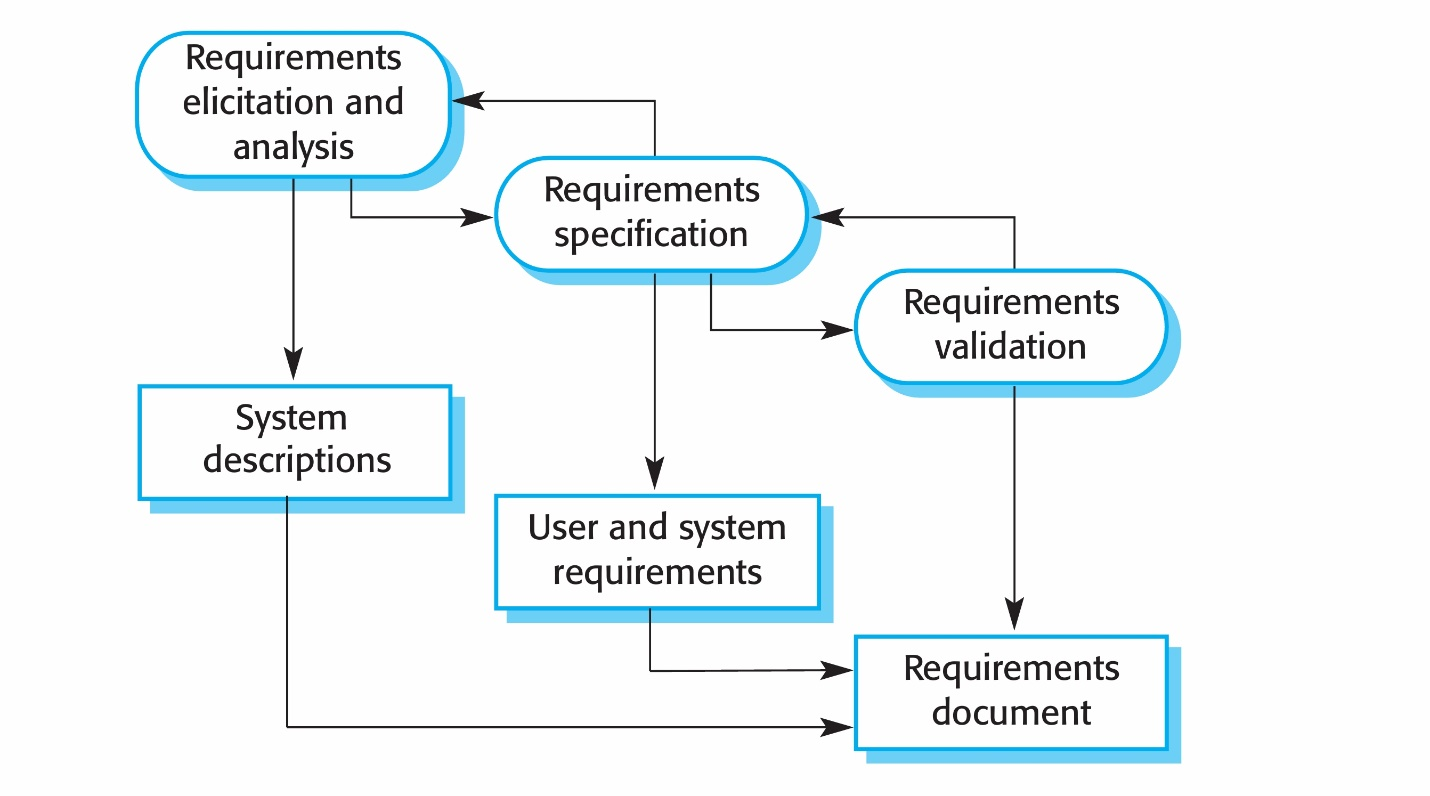 Requirements
elicitation and
analysis
Requirements
specification
Requirements
validation
System
descriptions
User and system
requirements
Requirements
document